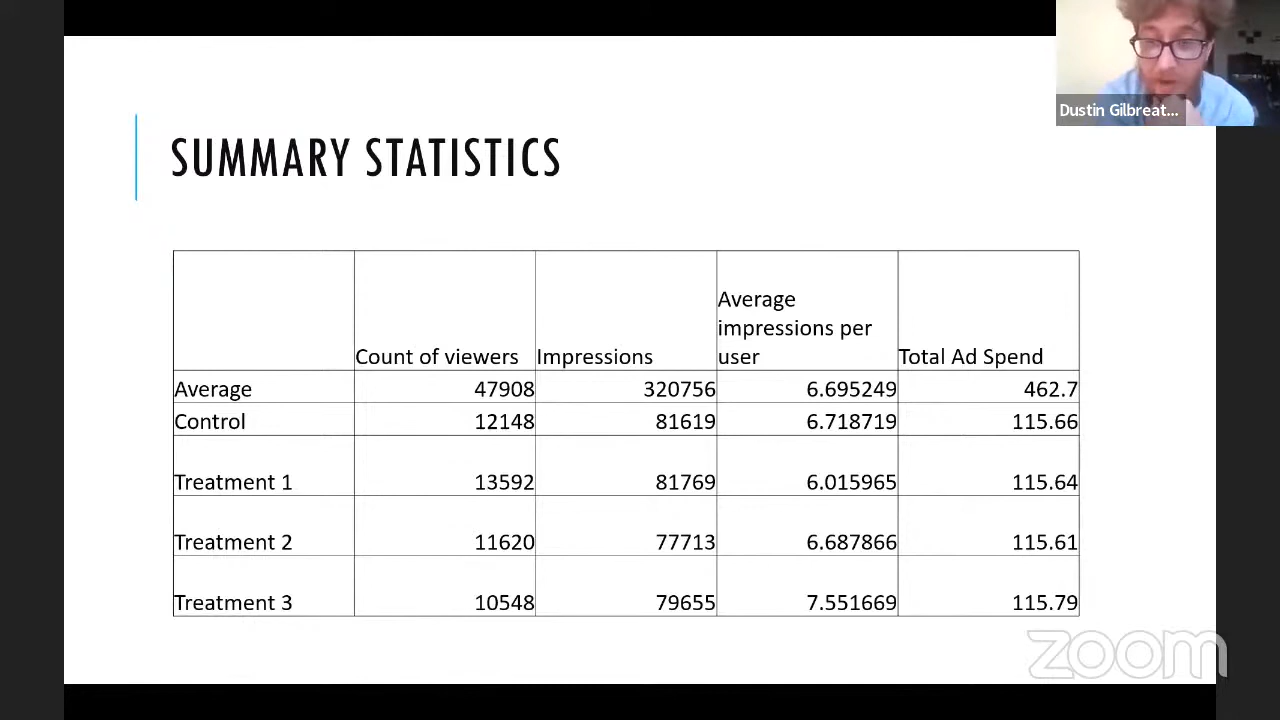 Dustin Gilbreat...
SUMMARY STATISTICS
Count of viewers Impressions Average impressions per user Total Ad Spend
Average 47908 320756 6.695249 462.7
Control 12148 81619 6.718719 115.66
Treatment 1 13592 81769 6.015965 115.64
Treatment 2 11620 77713 6.687866 115.61
Treatment 3 10548 79655 7.551669 115.79
zoom